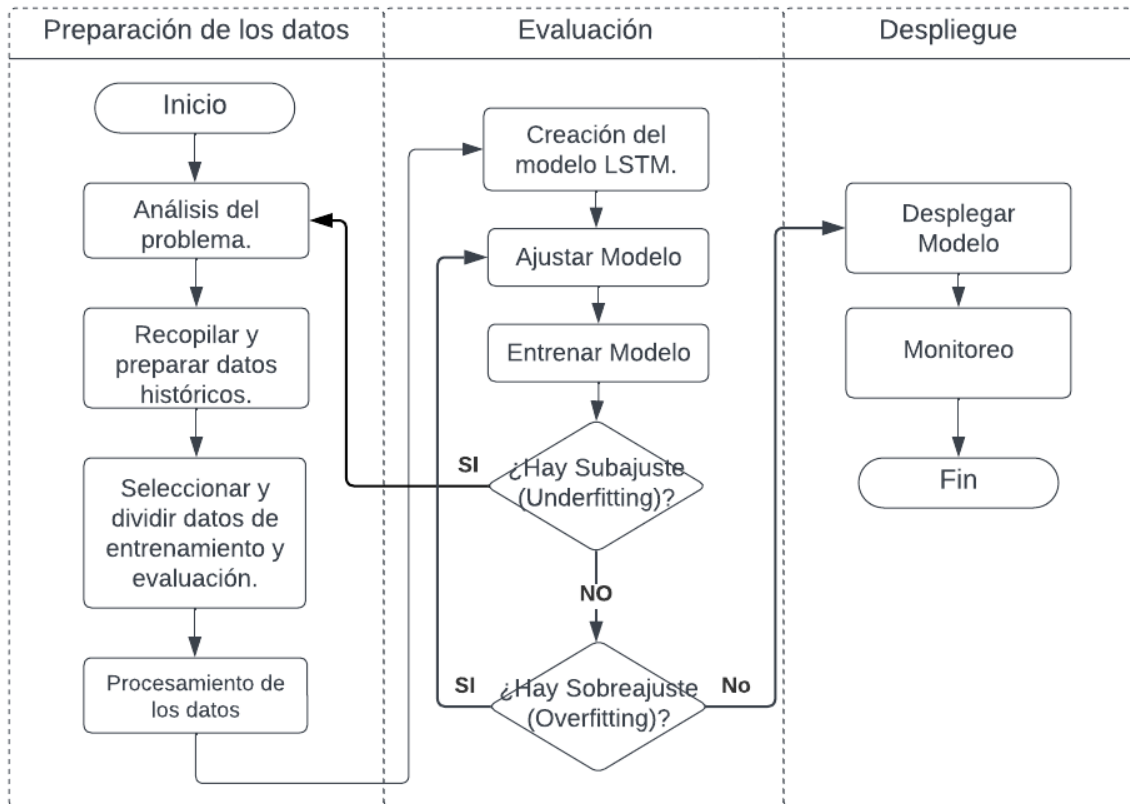 Preparación de los datos
Evaluación
Despliegue
Inicio
Análisis del
problema.
Recopilar y
preparar datos
históricos.
Seleccionar y
dividir datos de
entrenamiento y
evaluación.
Procesamiento de
los datos
Creación del
modelo LSTM.
Ajustar Modelo
Entrenar Modelo
SI
¿Hay Subajuste
(Underfitting)?
NO
SI
¿Hay Sobreajuste
(Overfitting)?
No
Desplegar
Modelo
Monitoreo
Fin